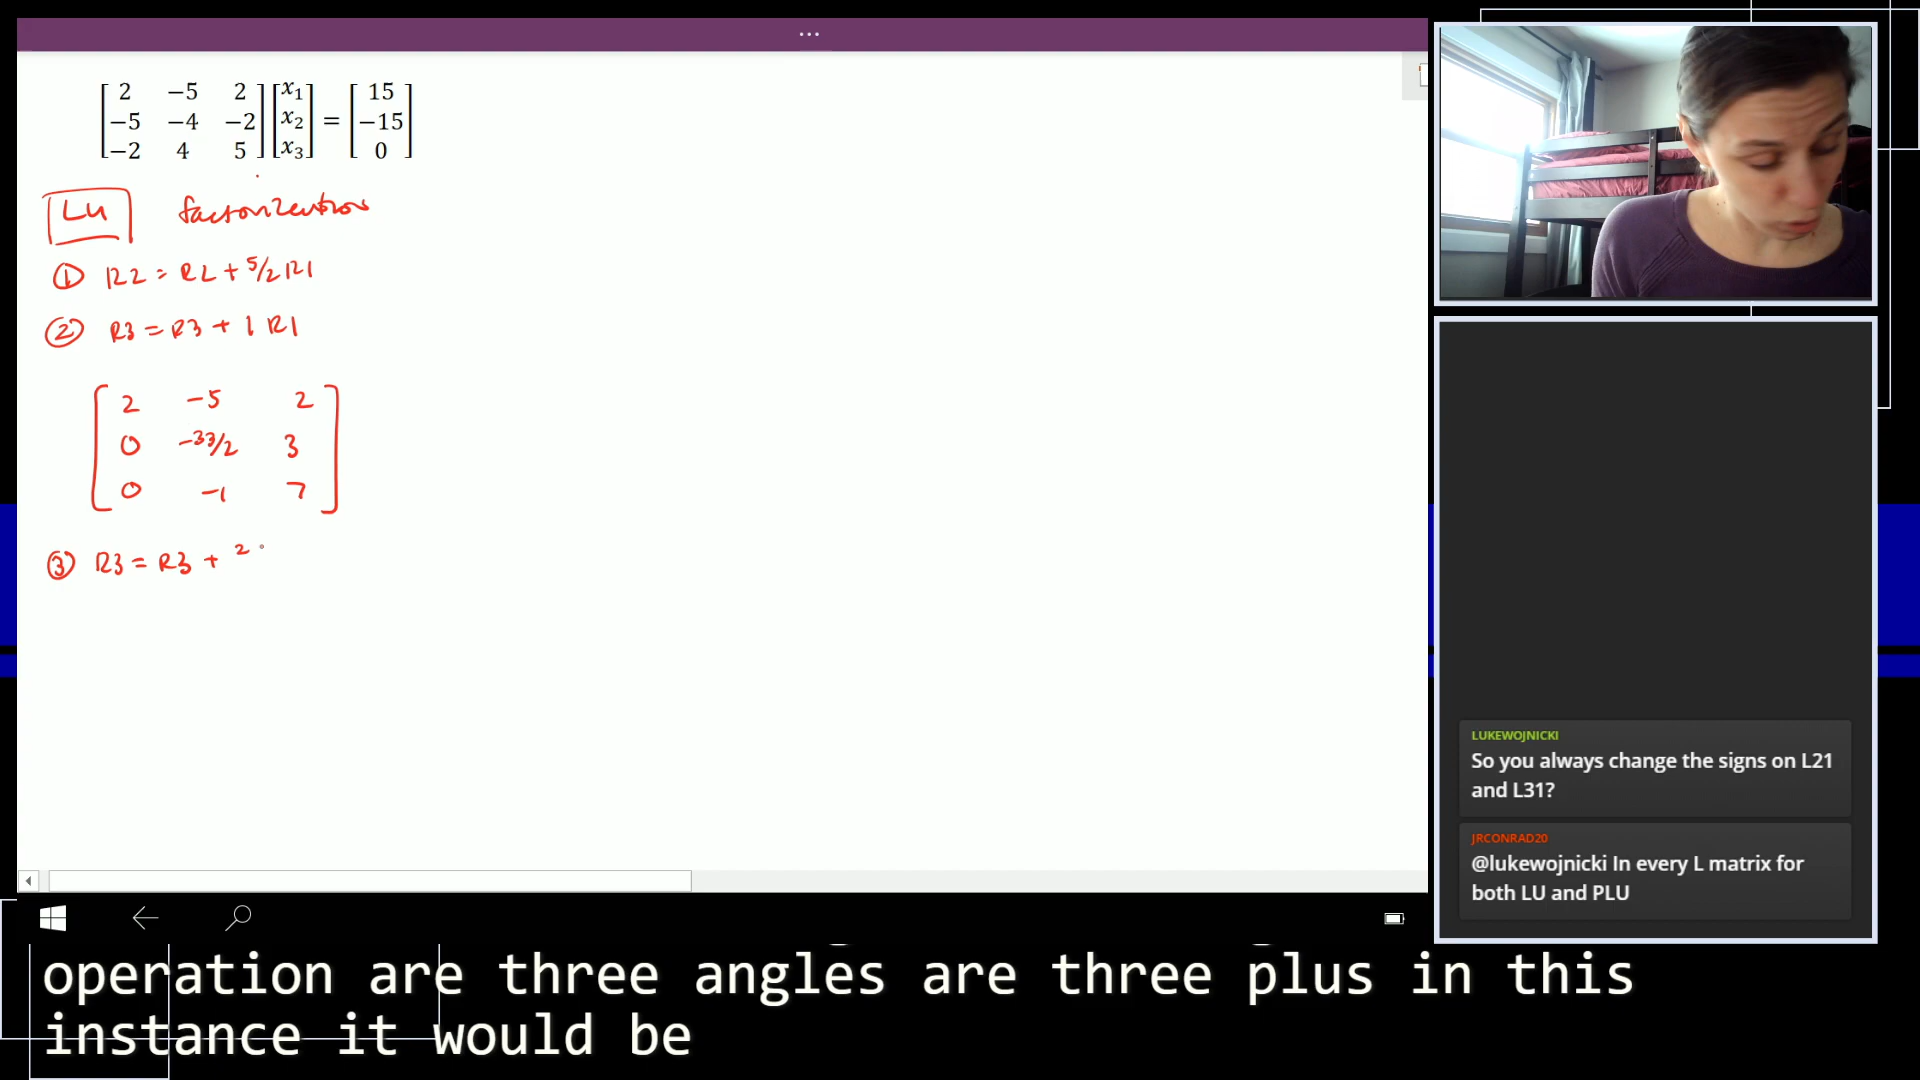 ...
2 −5 2 x₁ 15
−5 −4 −2 x₂ = −15
−2 4 5 x₃ 0
LU factorization
① R2 = R2 + 5/2 R1
② R3 = R3 + 1 R1
2 -5 2
0 -33/2 3
0 -1 7
③ R3 = R3 + 2
LUKEWOJNICKI
So you always change the signs on L21
and L31?
JRCONRAD20
@lukewojnicki In every L matrix for
both LU and PLU
operation are three angles are three plus in this
instance it would be